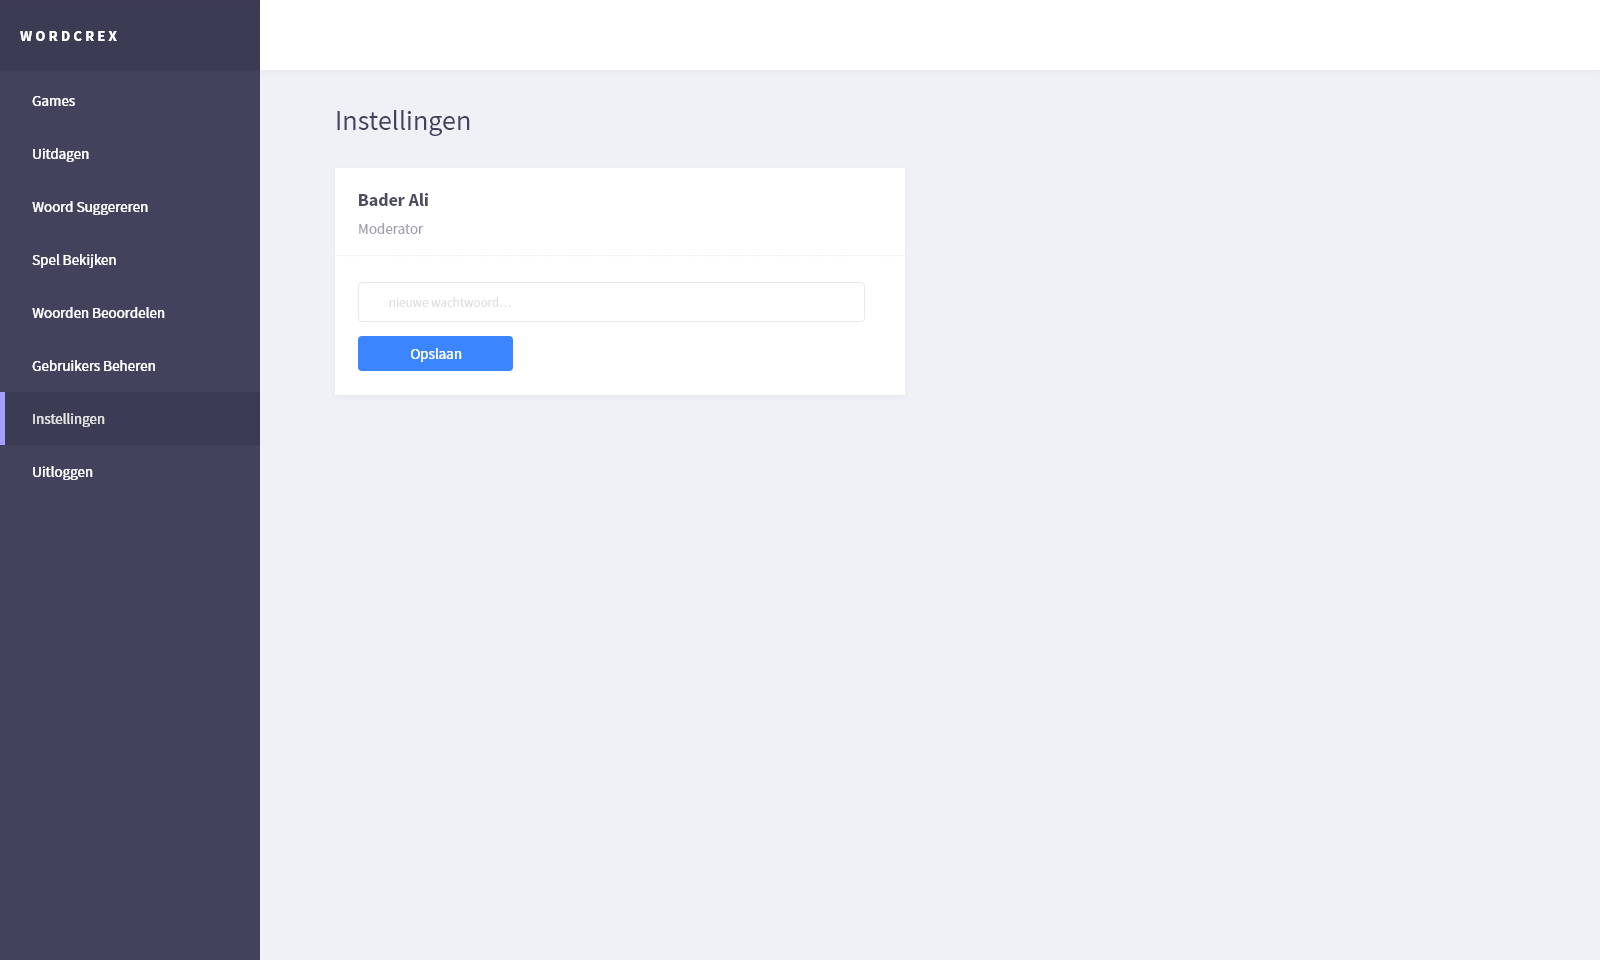 WORDCREX
Games
Uitdagen
Woord Suggereren
Spel Bekijken
Woorden Beoordelen
Gebruikers Beheren
Instellingen
Uitloggen
Instellingen
Bader Ali
Moderator
nieuwe wachtwoord...
Opslaan